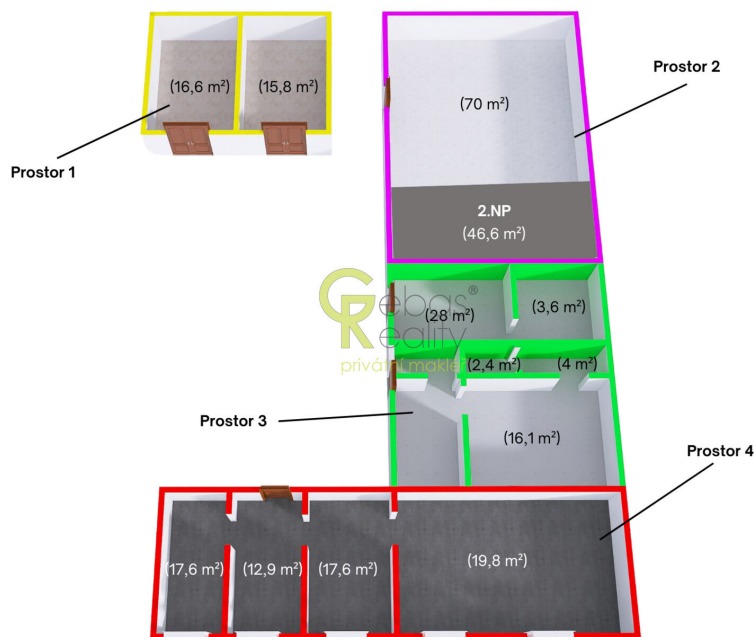 (16,6 m²)
(15,8 m²)
Prostor 1
Prostor 2
(70 m²)
2.NP
(46,6 m²)
Gebas®
Reality
privátní makléř
(28 m²)
(3,6 m²)
(2,4 m²)
(4 m²)
Prostor 3
(16,1 m²)
Prostor 4
(17,6 m²)
(12,9 m²)
(17,6 m²)
(19,8 m²)